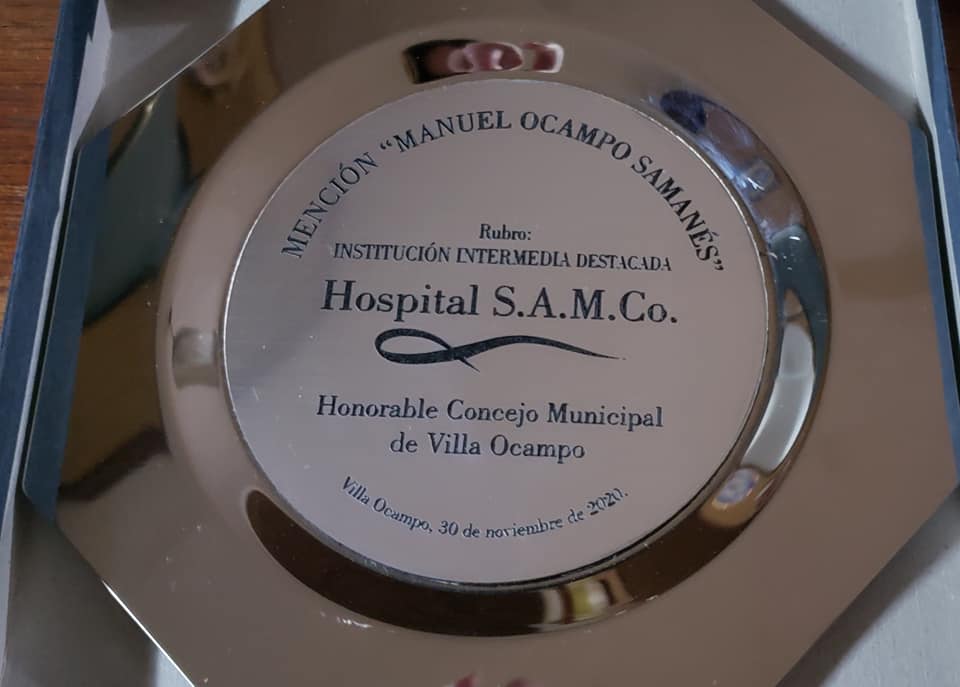 MENCIÓN “MANUEL OCAMPO SAMANÉS”
Rubro:
INSTITUCIÓN INTERMEDIA DESTACADA
Hospital S.A.M.Co.
Honorable Concejo Municipal
de Villa Ocampo
Villa Ocampo, 30 de noviembre de 2020.